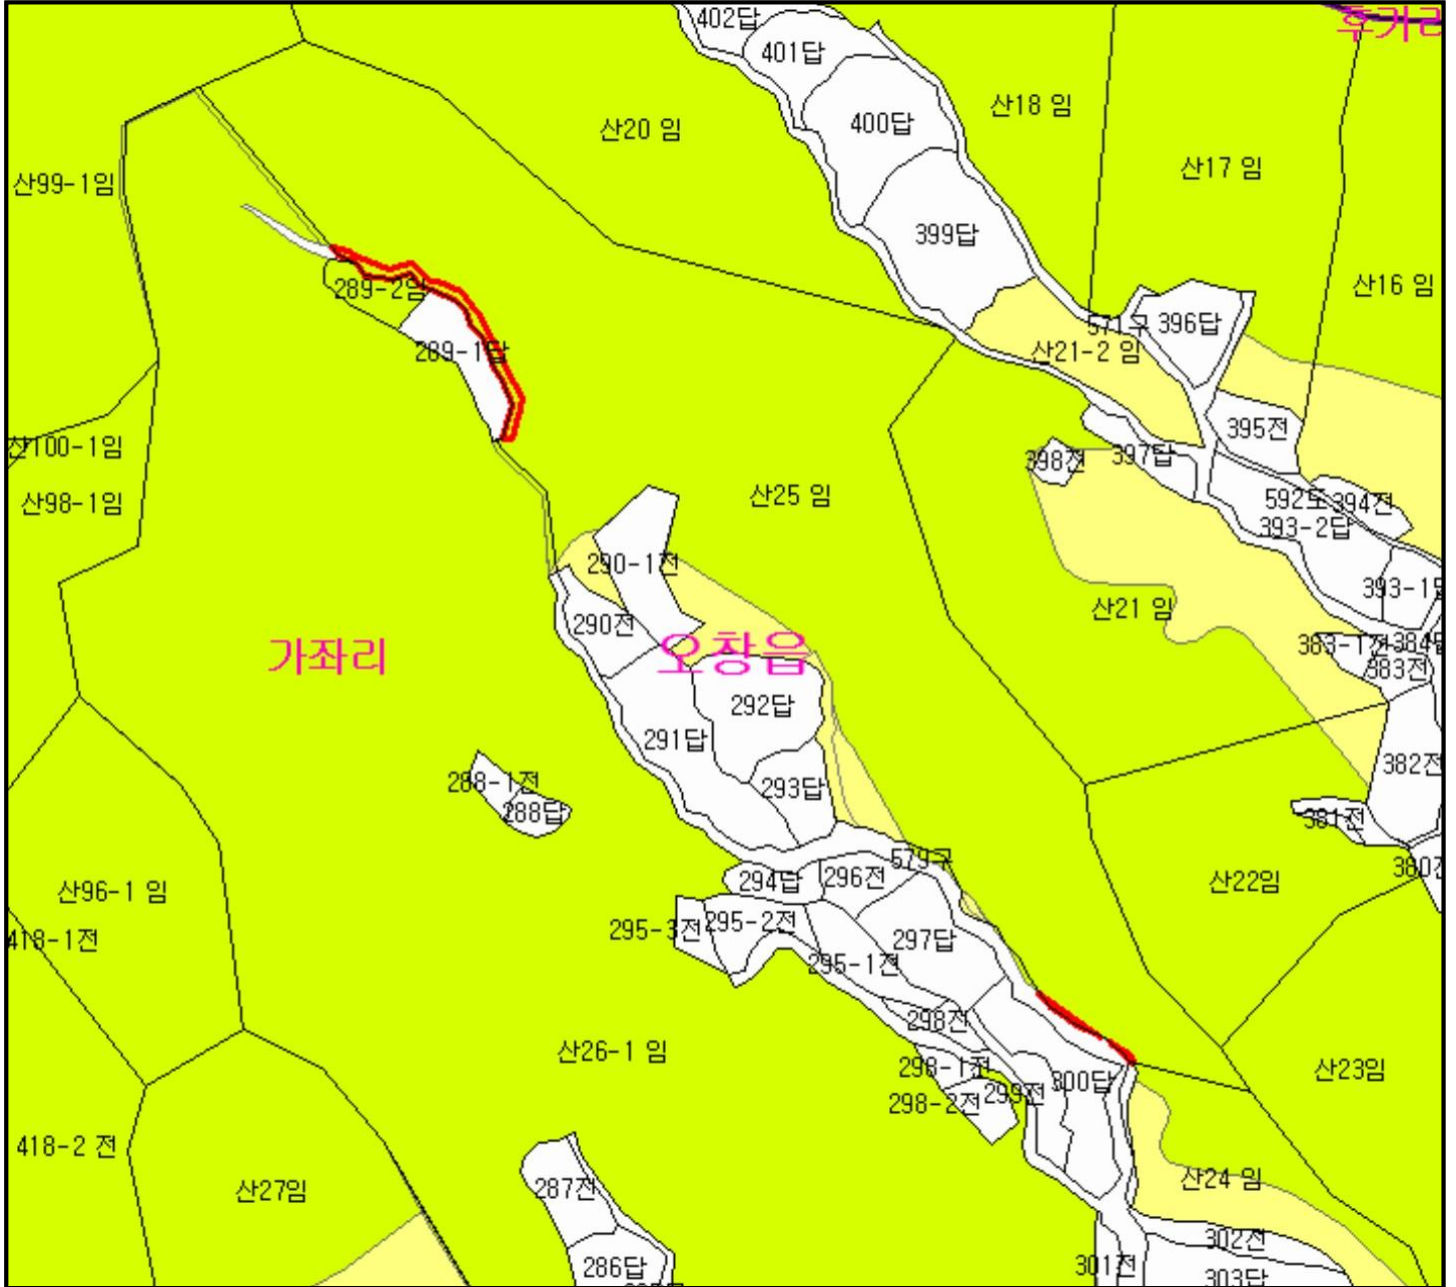 402답
401답
산18 임
400답
산20 임
산17 임
산99-1임
399답
산16 임
289-2임
571구
396답
289-1답
산21-2 임
395전
산100-1임
398전
397답
산98-1임
산25 임
592도
394전
393-2답
290-1전
393-1답
산21 임
290전
383-1전
가좌리
오창읍
383전
292답
291답
382전
288-1전
293답
288답
381전
579구
294답
296전
산22임
산96-1 임
295-3전
295-2전
418-1전
297답
295-1전
298전
산26-1 임
298-1전
산23임
300답
299전
298-2전
418-2 전
산27임
287전
산24 임
302전
286답
301전
303답